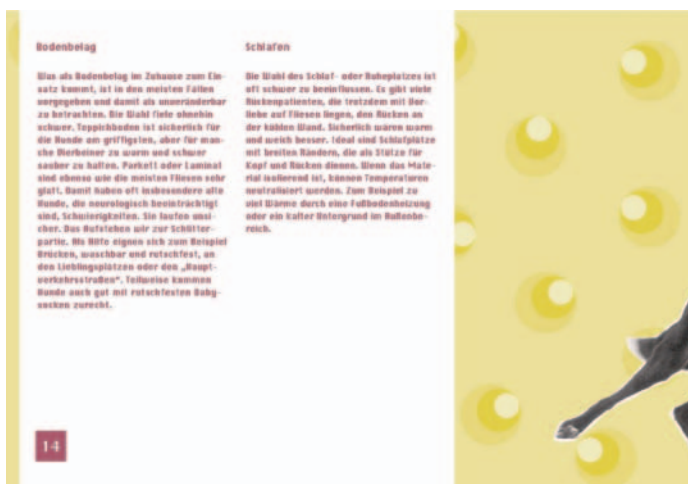 Bodenbelag
Was als Bodenbelag im Zuhause zum Ein-
satz kommt, ist in den meisten Fällen
vorgegeben und damit als unveränderbar
zu betrachten. Die Wahl fiele ohnehin
schwer. Teppichboden ist sicherlich für
die Hunde am griffigsten, aber für man-
che Vierbeiner zu warm und schwer
sauber zu halten. Parkett oder Laminat
sind ebenso wie die meisten Fliesen sehr
glatt. Damit haben oft insbesondere alte
Hunde, die neurologisch beeinträchtigt
sind, Schwierigkeiten. Sie laufen unsi-
cher. Das Aufstehen wir zur Schlitter-
partie. Als Hilfe eignen sich zum Beispiel
Brücken, waschbar und rutschfest, an
den Lieblingsplätzen oder den „Haupt-
verkehrsstraßen“. Teilweise kommen
Hunde auch gut mit rutschfesten Baby-
socken zurecht.
Schlafen
Die Wahl des Schlaf- oder Ruheplatzes ist
oft schwer zu beeinflussen. Es gibt viele
Rückenpatienten, die trotzdem mit Vor-
liebe auf Fliesen liegen, den Rücken an
der kühlen Wand. Sicherlich wären warm
und weich besser. Ideal sind Schlafplätze
mit breiten Rändern, die als Stütze für
Kopf und Rücken dienen. Wenn das Mate-
rial isolierend ist, können Temperaturen
neutralisiert werden. Zum Beispiel zu
viel Wärme durch eine Fußbodenheizung
oder ein kalter Untergrund im Außenbe-
reich.
14